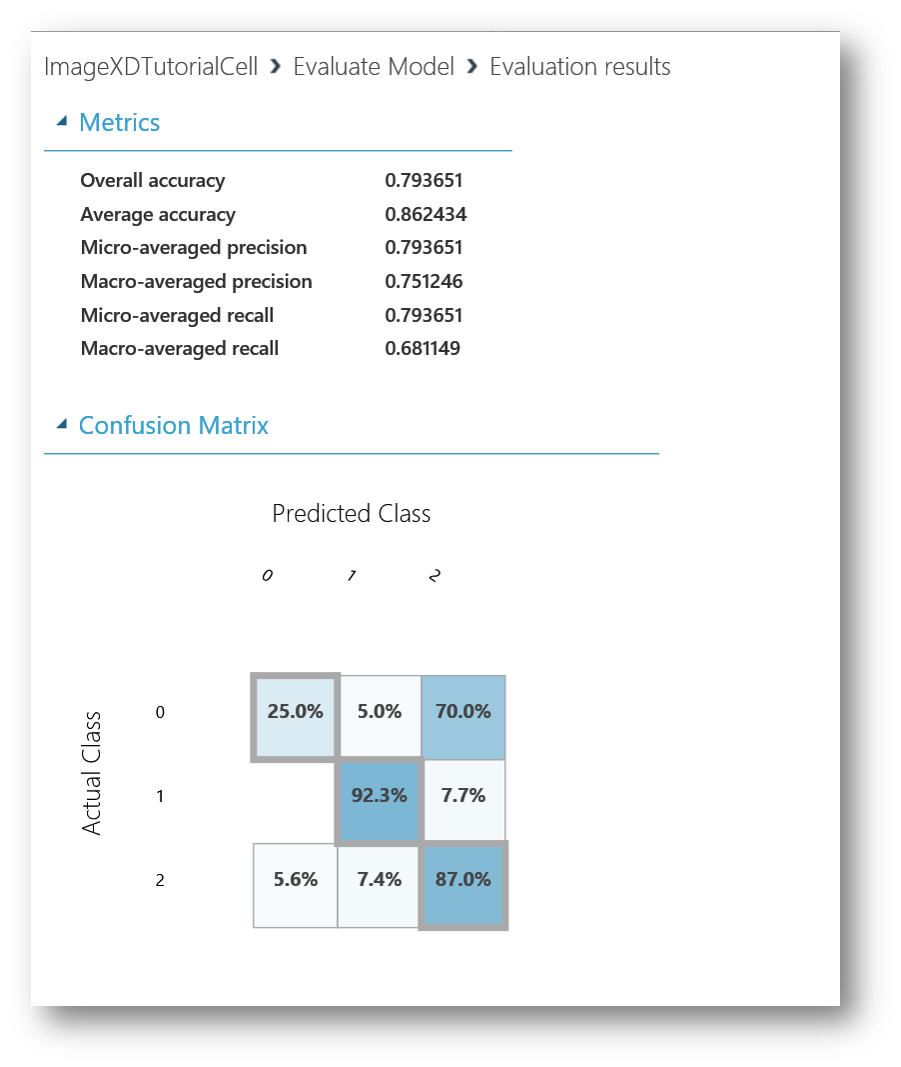 ImageXDTutorialCell › Evaluate Model › Evaluation results
Metrics
Overall accuracy 0.793651
Average accuracy 0.862434
Micro-averaged precision 0.793651
Macro-averaged precision 0.751246
Micro-averaged recall 0.793651
Macro-averaged recall 0.681149
Confusion Matrix
Predicted Class
0 1 2
Actual Class
0 25.0% 5.0% 70.0%
1 92.3% 7.7%
2 5.6% 7.4% 87.0%